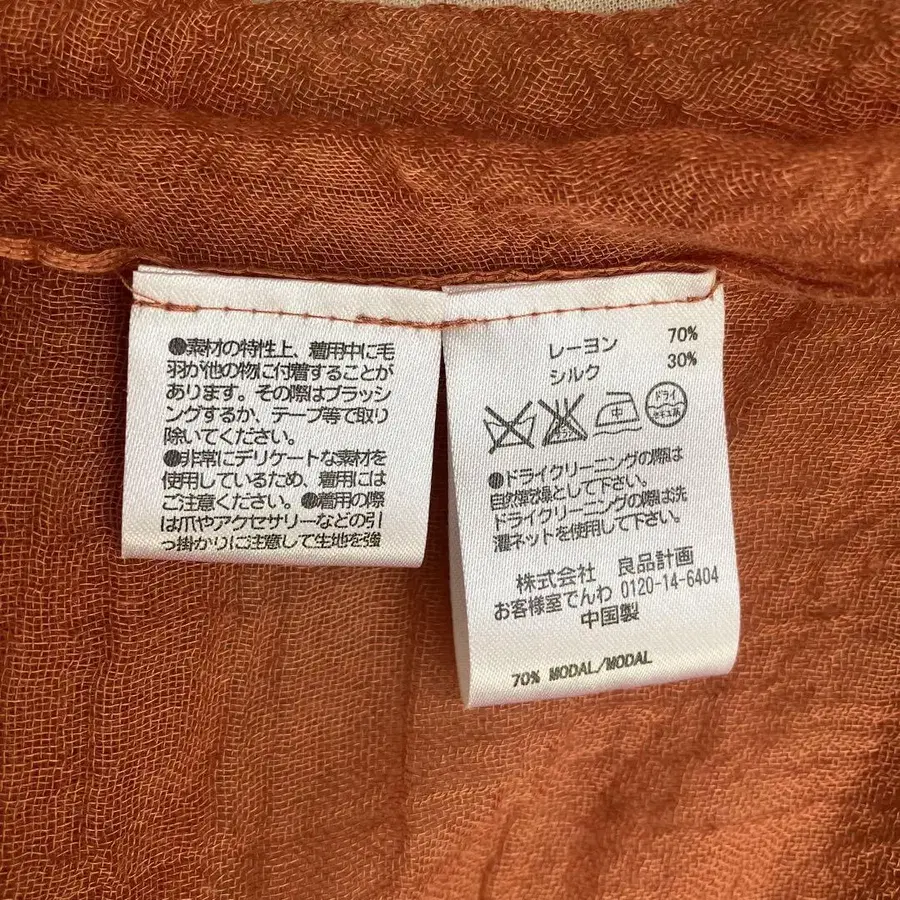 ●素材の特性上、着用中に毛
羽が他の物に付着することが
あります。その際はブラッシ
ングするか、テープ等で取り
除いてください。
●非常にデリケートな素材を
使用しているため、着用には
ご注意ください。●着用の際
は爪やアクセサリーなどの引
っ掛かりに注意して生地を強
レーヨン 70%
シルク 30%
中
ドライ
セキユ系
●ドライクリーニングの際は
自然乾燥として下さい。
ドライクリーニングの際は洗
濯ネットを使用して下さい。
株式会社 良品計画
お客様室でんわ 0120-14-6404
中国製
70% MODAL/MODAL